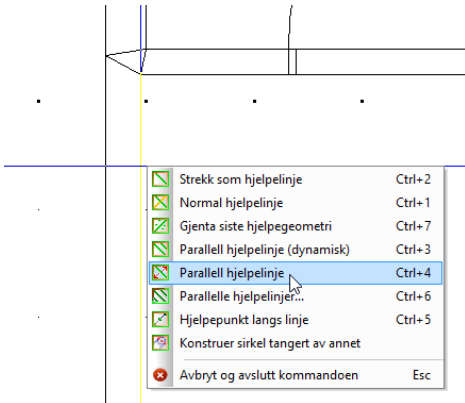 Strekk som hjelpelinje Ctrl+2
Normal hjelpelinje Ctrl+1
Gjenta siste hjelpegeometri Ctrl+7
Parallell hjelpelinje (dynamisk) Ctrl+3
Parallell hjelpelinje Ctrl+4
Parallelle hjelpelinjer... Ctrl+6
Hjelpepunkt langs linje Ctrl+5
Konstruer sirkel tangert av annet
Avbryt og avslutt kommandoen Esc